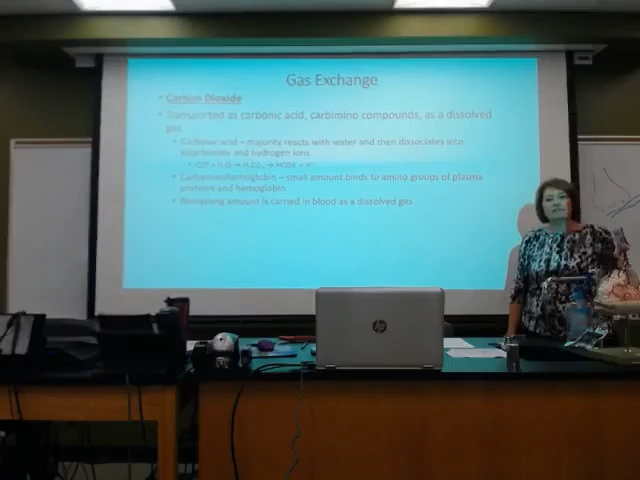 Gas Exchange
• Carbon Dioxide
• Transported as carbonic acid, carbimino compounds, as a dissolved
gas
• Carbonic acid – majority reacts with water and then dissociates into
bicarbonate and hydrogen ions
• CO2 + H2O → H2CO3 → HCO3 + H+
• Carbaminohemoglobin – small amount binds to amino groups of plasma
proteins and hemoglobin
• Remaining amount is carried in blood as a dissolved gas
hp